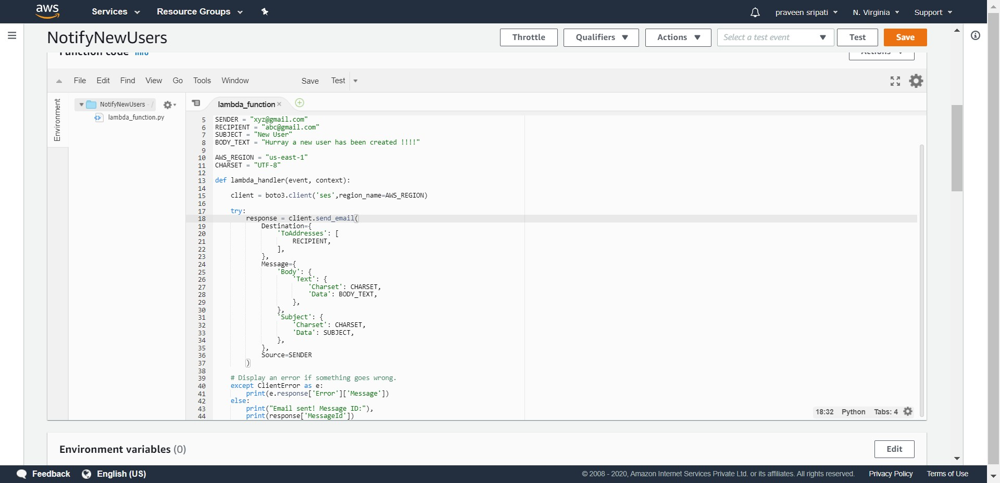 aws Services Resource Groups praveen sripati N. Virginia Support
NotifyNewUsers Throttle Qualifiers Actions Select a test event Test Save
Function code Info Actions
File Edit Find View Go Tools Window Save Test
Environment
NotifyNewUsers - /
lambda_function.py
lambda_function ×
5 SENDER = "xyz@gmail.com"
6 RECIPIENT = "abc@gmail.com"
7 SUBJECT = "New User"
8 BODY_TEXT = "Hurray a new user has been created !!!!"
9
10 AWS_REGION = "us-east-1"
11 CHARSET = "UTF-8"
12
13 def lambda_handler(event, context):
14
15 client = boto3.client('ses',region_name=AWS_REGION)
16
17 try:
18 response = client.send_email(
19 Destination={
20 'ToAddresses': [
21 RECIPIENT,
22 ],
23 },
24 Message={
25 'Body': {
26 'Text': {
27 'Charset': CHARSET,
28 'Data': BODY_TEXT,
29 },
30 },
31 'Subject': {
32 'Charset': CHARSET,
33 'Data': SUBJECT,
34 },
35 },
36 Source=SENDER
37 )
38
39 # Display an error if something goes wrong.
40 except ClientError as e:
41 print(e.response['Error']['Message'])
42 else:
43 print("Email sent! Message ID:"),
44 print(response['MessageId'])
18:32 Python Tabs: 4
Environment variables (0) Edit
Feedback English (US) © 2008 - 2020, Amazon Internet Services Private Ltd. or its affiliates. All rights reserved. Privacy Policy Terms of Use